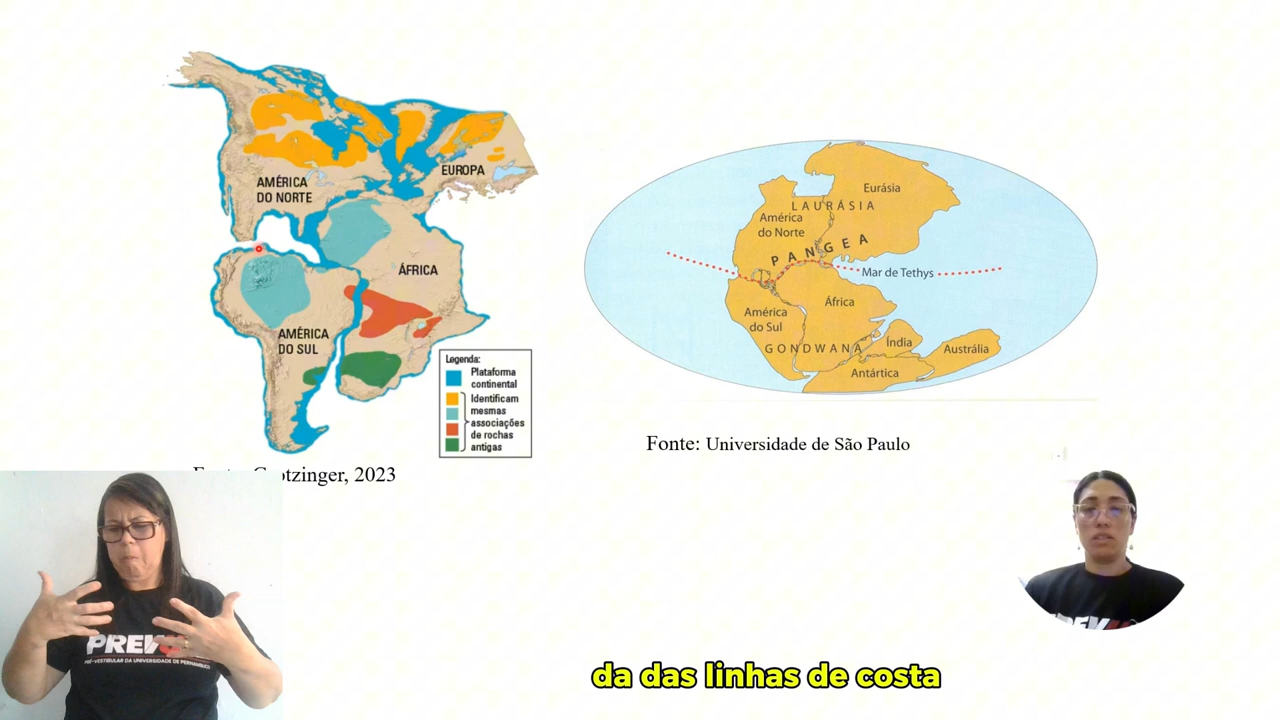 AMÉRICA
DO NORTE
EUROPA
ÁFRICA
AMÉRICA
DO SUL
Legenda:
Plataforma
continental
Identificam
mesmas
associações
de rochas
antigas
otzinger, 2023
Eurásia
LAURÁSIA
América
do Norte
PANGEA
Mar de Tethys
África
América
do Sul
GONDWANA
Índia
Austrália
Antártica
Fonte: Universidade de São Paulo
PREV
PRÉ-VESTIBULAR DA UNIVERSIDADE DE PERNAMBUCO
da das linhas de costa